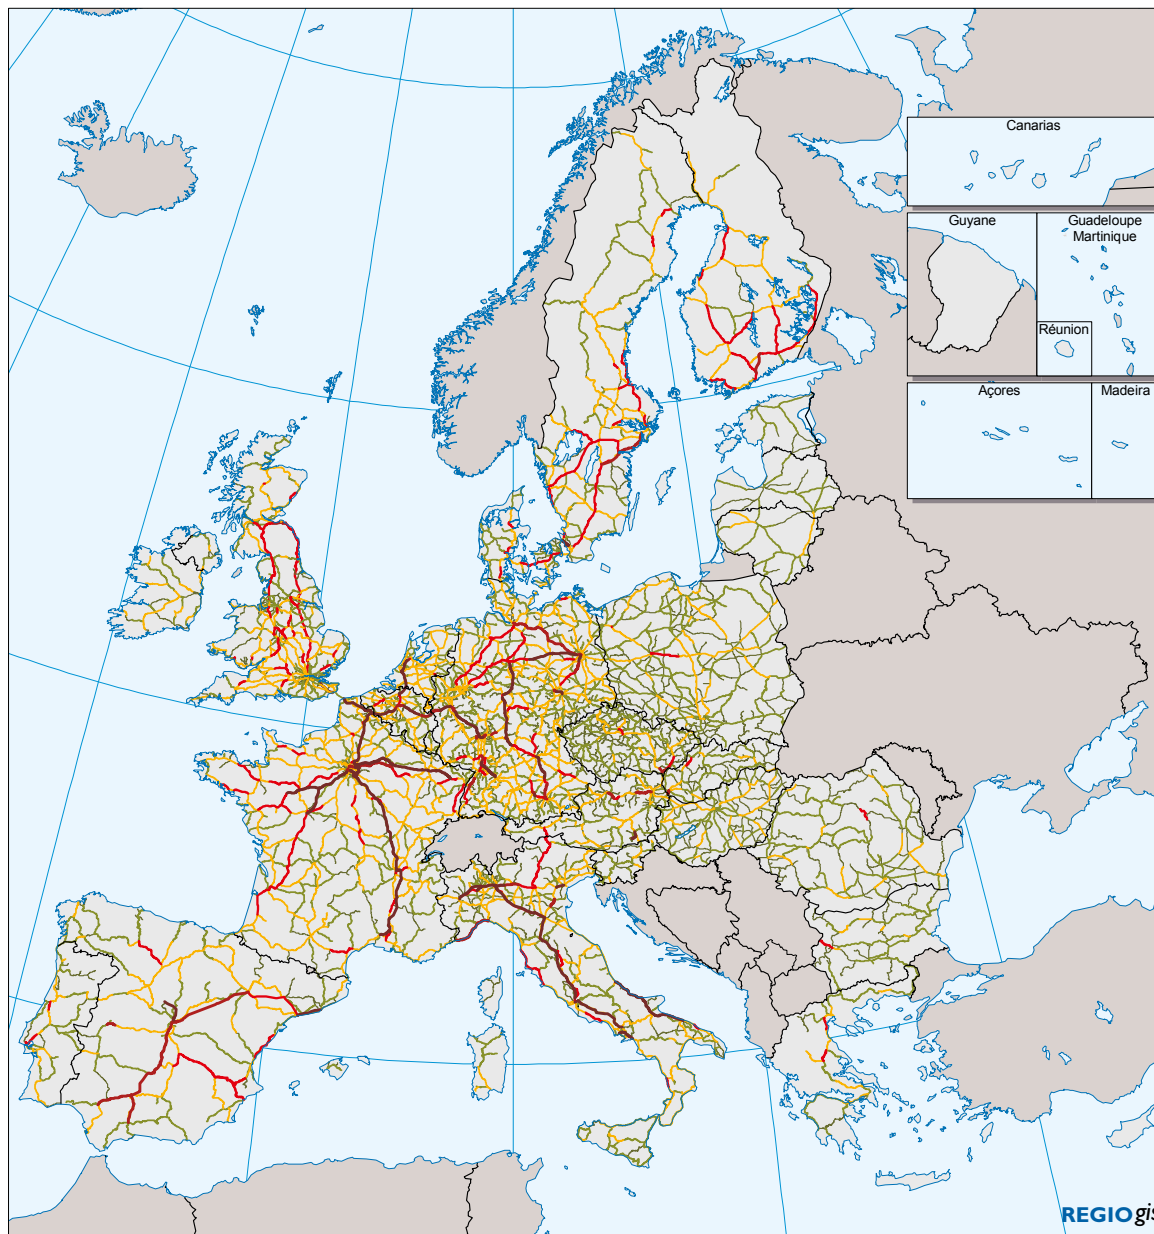 Canarias
Guyane
Guadeloupe
Martinique
Réunion
Açores
Madeira
REGIOgis